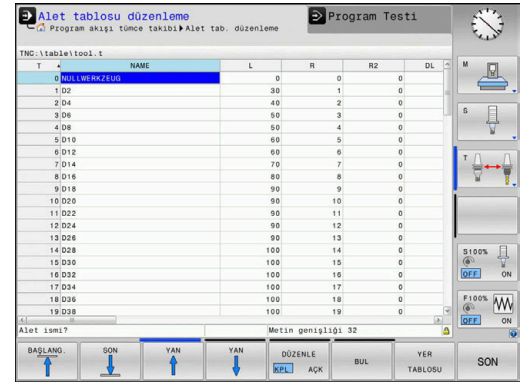 Alet tablosu düzenleme
Program Testi
Program akışı tümce takibi Alet tab. düzenleme
TNC:\table\tool.t
T NAME L R R2 DL
0 NULLWERKZEUG 0 0 0
1 D2 30 1 0
2 D4 40 2 0
3 D6 50 3 0
4 D8 50 4 0
5 D10 60 5 0
6 D12 60 6 0
7 D14 70 7 0
8 D16 80 8 0
9 D18 90 9 0
10 D20 90 10 0
11 D22 90 11 0
12 D24 90 12 0
13 D26 90 13 0
14 D28 100 14 0
15 D30 100 15 0
16 D32 100 16 0
17 D34 100 17 0
18 D36 100 18 0
19 D38 100 19 0
Alet ismi? Metin genişliği 32
M
S
T
S100%
OFF ON
F100%
OFF ON
BAŞLANG. SON YAN YAN DÜZENLE BUL YER TABLOSU SON
KPL AÇK